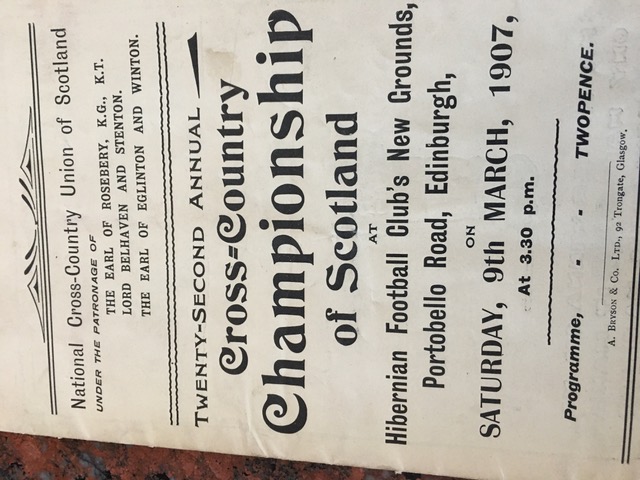 National Cross-Country Union of Scotland
UNDER THE PATRONAGE OF
THE EARL OF ROSEBERY, K.G., K.T.
LORD BELHAVEN AND STENTON.
THE EARL OF EGLINTON AND WINTON.
TWENTY-SECOND ANNUAL
Cross=Country
Championship
of Scotland
AT
Hibernian Football Club's New Grounds,
Portobello Road, Edinburgh,
ON
SATURDAY, 9th MARCH, 1907,
At 3.30 p.m.
Programme, - - TWOPENCE.
A. BRYSON & Co. LTD., 92 Trongate, Glasgow.